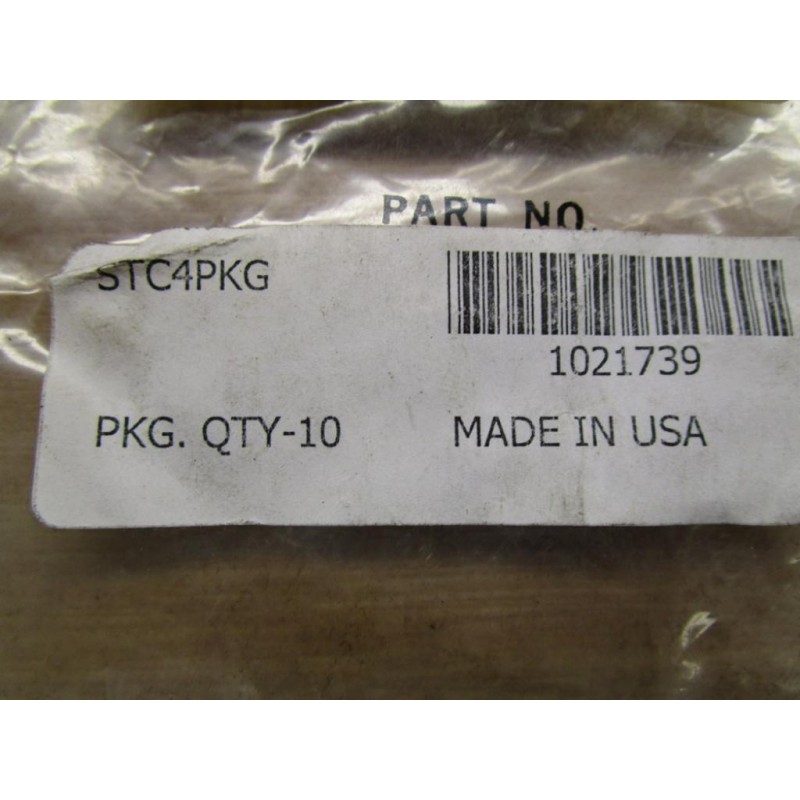 PART NO.
STC4PKG
1021739
PKG. QTY-10 MADE IN USA